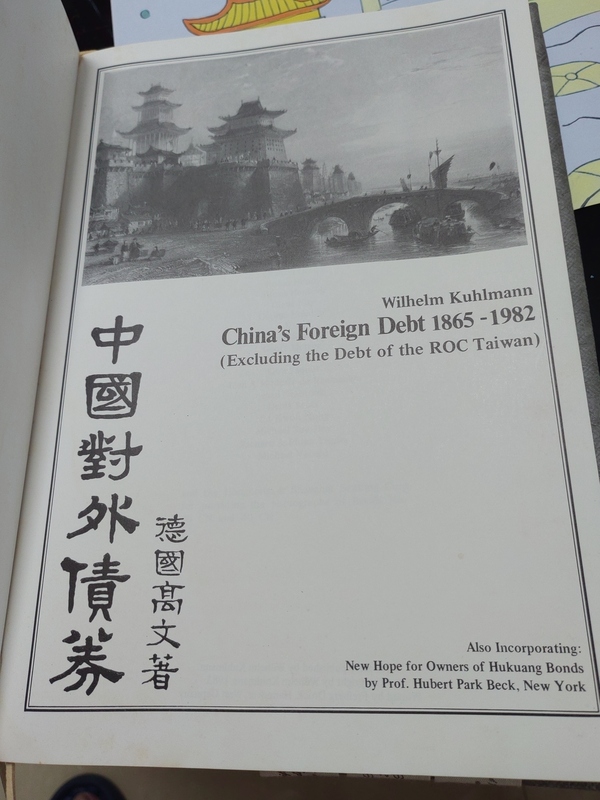 Wilhelm Kuhlmann
China's Foreign Debt 1865 - 1982
(Excluding the Debt of the ROC Taiwan)
中國對外債券
德國高文著
Also Incorporating:
New Hope for Owners of Hukuang Bonds
by Prof. Hubert Park Beck, New York